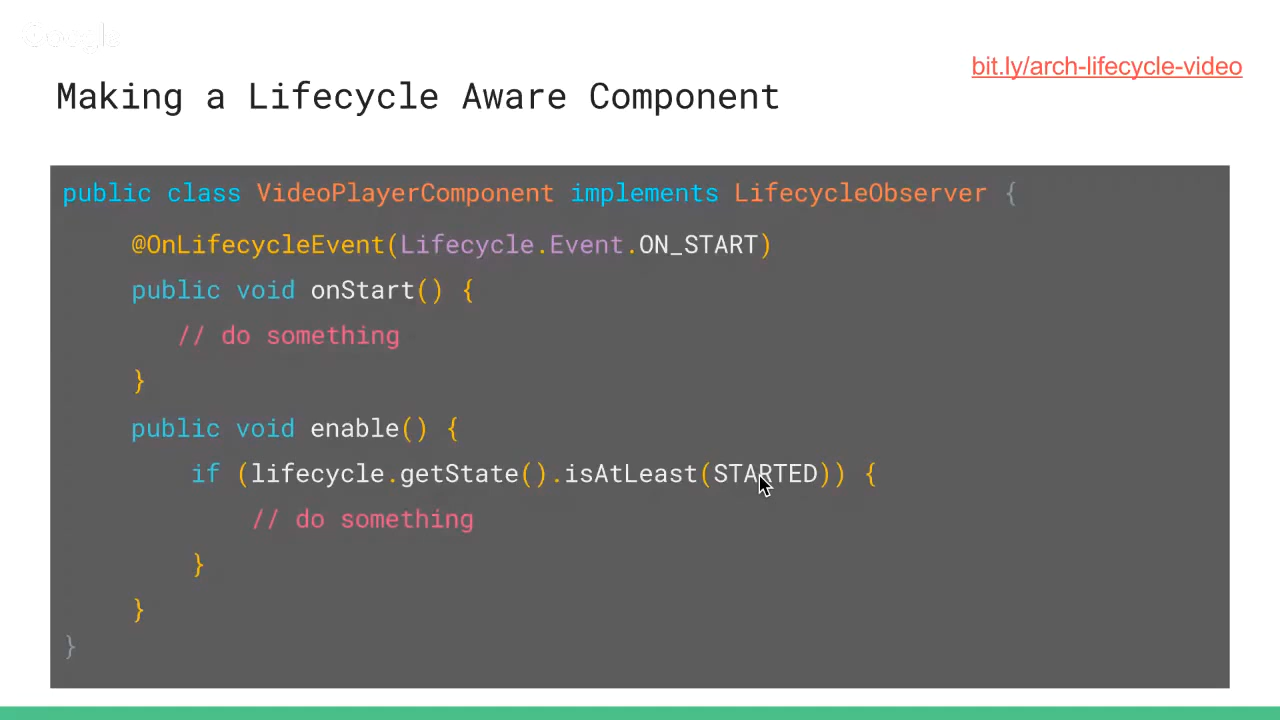 Google
bit.ly/arch-lifecycle-video
Making a Lifecycle Aware Component
public class VideoPlayerComponent implements LifecycleObserver {
@OnLifecycleEvent(Lifecycle.Event.ON_START)
public void onStart() {
// do something
}
public void enable() {
if (lifecycle.getState().isAtLeast(STARTED)) {
// do something
}
}
}